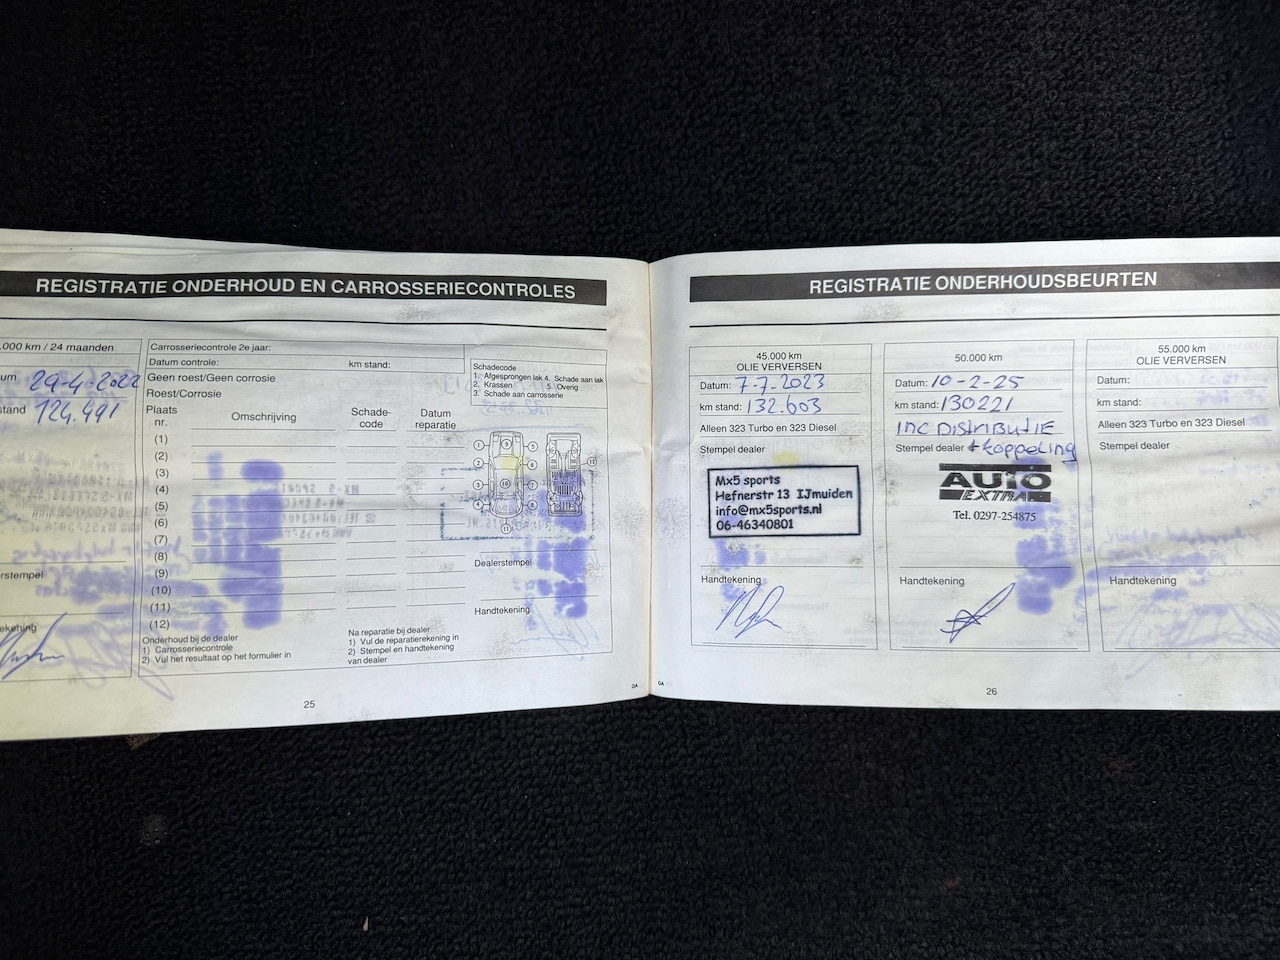 REGISTRATIE ONDERHOUD EN CARROSSERIECONTROLES
.000 km / 24 maanden
um 29-4-2022
stand 124.491
erstempel
ekening
Carrosseriecontrole 2e jaar:
Datum controle: km stand:
Geen roest/Geen corrosie
Roest/Corrosie
Plaats nr. Omschrijving Schade-code Datum reparatie
(1)
(2)
(3)
(4)
(5)
(6)
(7)
(8)
(9)
(10)
(11)
(12)
Schadecode
1. Afgesprongen lak 4. Schade aan lak
2. Krassen 5. Overig
3. Schade aan carrosserie
Dealerstempel
Handtekening
Onderhoud bij de dealer
1) Carrosseriecontrole
2) Vul het resultaat op het formulier in
Na reparatie bij dealer
1) Vul de reparatierekening in
2) Stempel en handtekening
van dealer
25
DA
REGISTRATIE ONDERHOUDSBEURTEN
45.000 km
OLIE VERVERSEN
Datum: 7-7-2023
km stand: 132.603
Alleen 323 Turbo en 323 Diesel
Stempel dealer
Mx5 sports
Hefnerstr 13 IJmuiden
info@mx5sports.nl
06-46340801
Handtekening
50.000 km
Datum: 10-2-25
km stand: 130221
INC DISTRIBUTIE
Stempel dealer + koppeling
AUTO
EXTRA
Tel. 0297-254875
Handtekening
55.000 km
OLIE VERVERSEN
Datum:
km stand:
Alleen 323 Turbo en 323 Diesel
Stempel dealer
Handtekening
DA
26